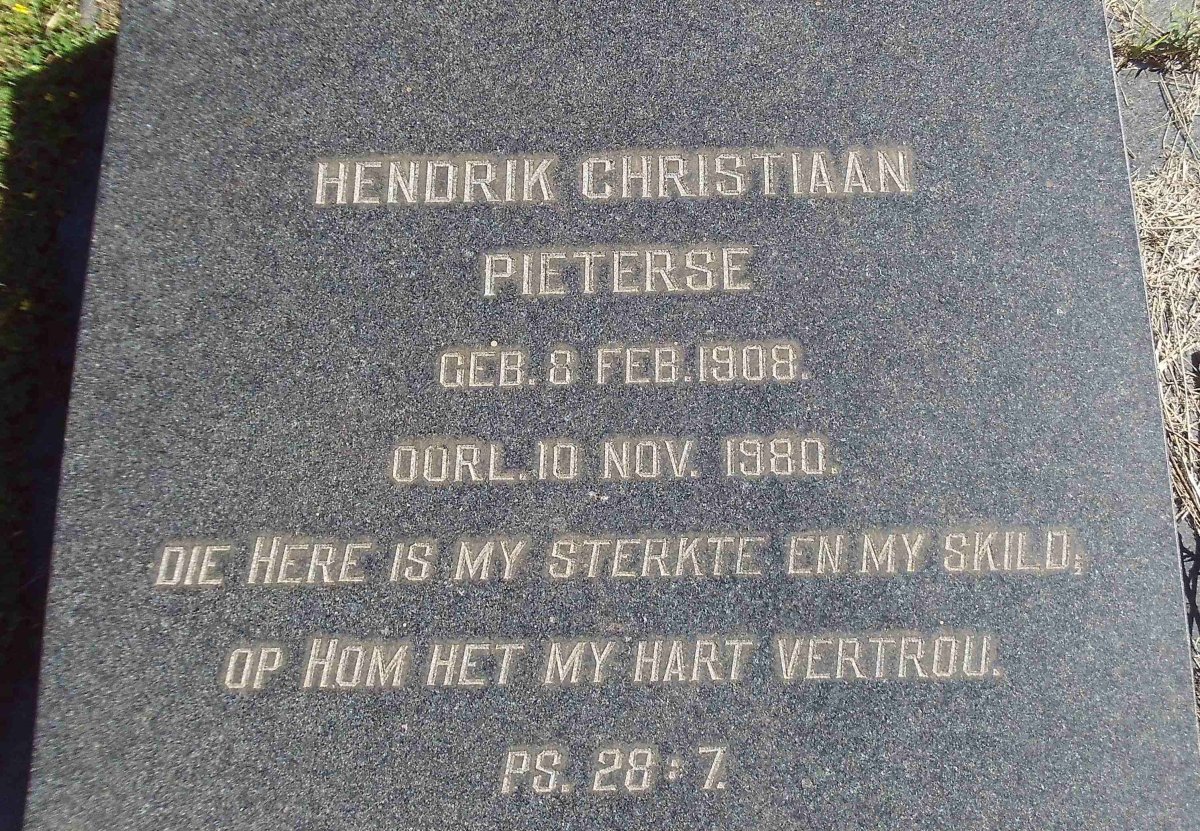 HENDRIK CHRISTIAAN
PIETERSE
GEB. 8 FEB. 1908.
OORL. 10 NOV. 1980.
DIE HERE IS MY STERKTE EN MY SKILD;
OP HOM HET MY HART VERTROU.
PS. 28 : 7.